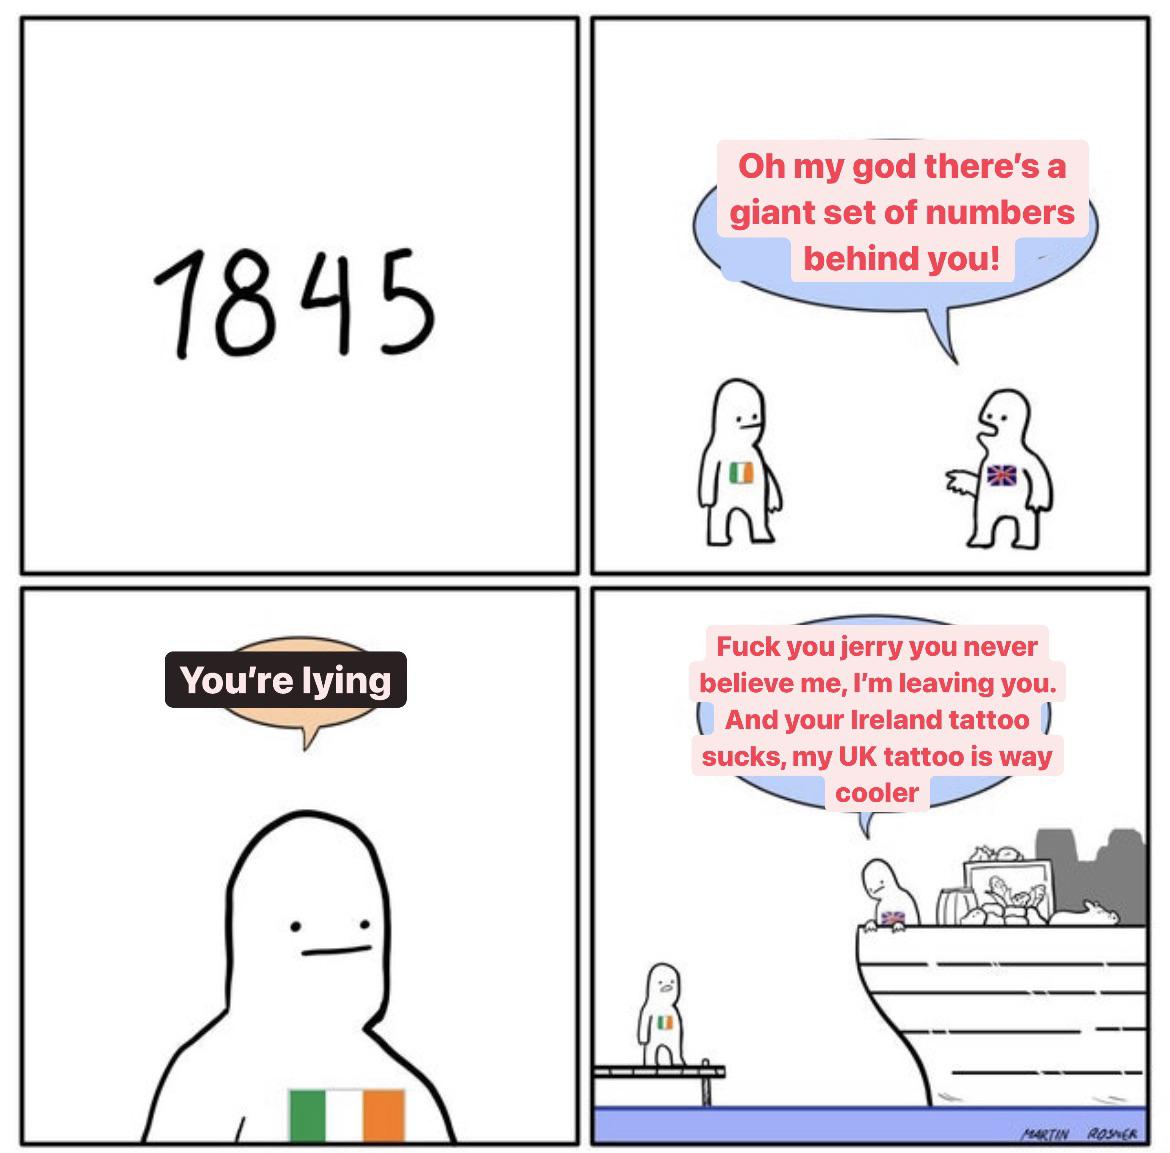 1845
Oh my god there's a
giant set of numbers
behind you!
You're lying
Fuck you jerry you never
believe me, I'm leaving you.
And your Ireland tattoo
sucks, my UK tattoo is way
cooler
MARTIN ROSNER